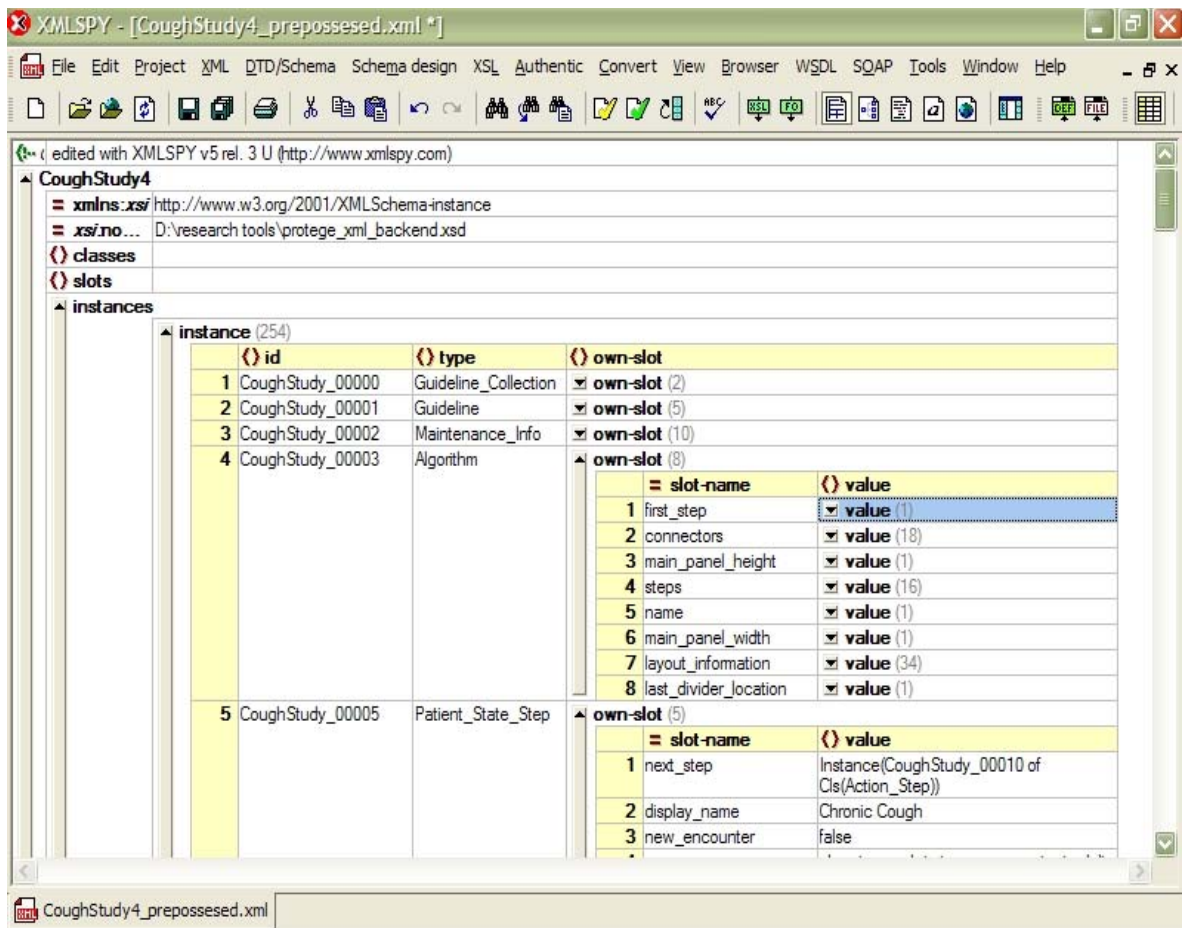 XMLSPY - [CoughStudy4_prepossesed.xml *]
File Edit Project XML DTD/Schema Schema design XSL Authentic Convert View Browser WSDL SOAP Tools Window Help
edited with XMLSPY v5 rel. 3 U (http://www.xmlspy.com)
CoughStudy4
= xmlns:xsi http://www.w3.org/2001/XMLSchema-instance
= xsi:no... D:\research tools\protege_xml_backend.xsd
() classes
() slots
instances
instance (254)
() id () type () own-slot
1 CoughStudy_00000 Guideline_Collection own-slot (2)
2 CoughStudy_00001 Guideline own-slot (5)
3 CoughStudy_00002 Maintenance_Info own-slot (10)
4 CoughStudy_00003 Algorithm own-slot (8)
= slot-name () value
1 first_step value (1)
2 connectors value (18)
3 main_panel_height value (1)
4 steps value (16)
5 name value (1)
6 main_panel_width value (1)
7 layout_information value (34)
8 last_divider_location value (1)
5 CoughStudy_00005 Patient_State_Step own-slot (5)
= slot-name () value
1 next_step Instance(CoughStudy_00010 of
Cls(Action_Step))
2 display_name Chronic Cough
3 new_encounter false
CoughStudy4_prepossesed.xml